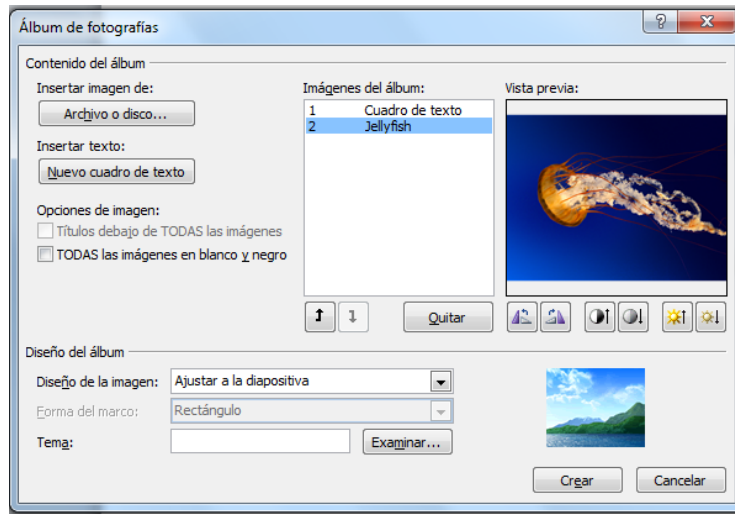 Álbum de fotografías
Contenido del álbum
Insertar imagen de:
Archivo o disco...
Insertar texto:
Nuevo cuadro de texto
Opciones de imagen:
Títulos debajo de TODAS las imágenes
TODAS las imágenes en blanco y negro
Imágenes del álbum:
1 Cuadro de texto
2 Jellyfish
Quitar
Vista previa:
Diseño del álbum
Diseño de la imagen: Ajustar a la diapositiva
Forma del marco: Rectángulo
Tema: Examinar...
Crear Cancelar